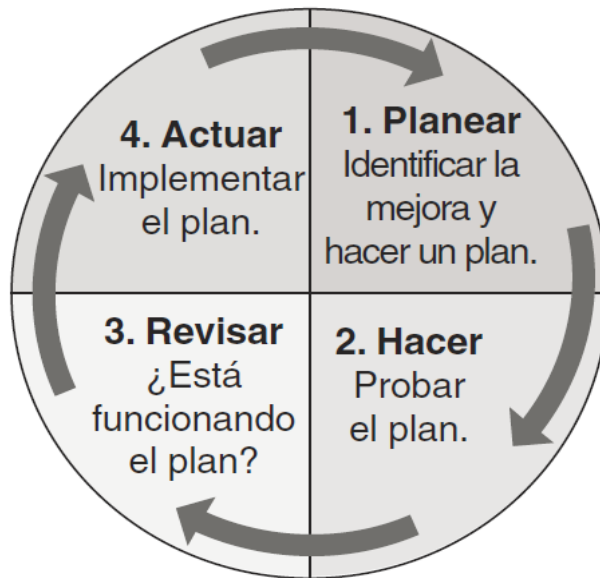 1. Planear
Identificar la
mejora y
hacer un plan.
2. Hacer
Probar
el plan.
3. Revisar
¿Está
funcionando
el plan?
4. Actuar
Implementar
el plan.